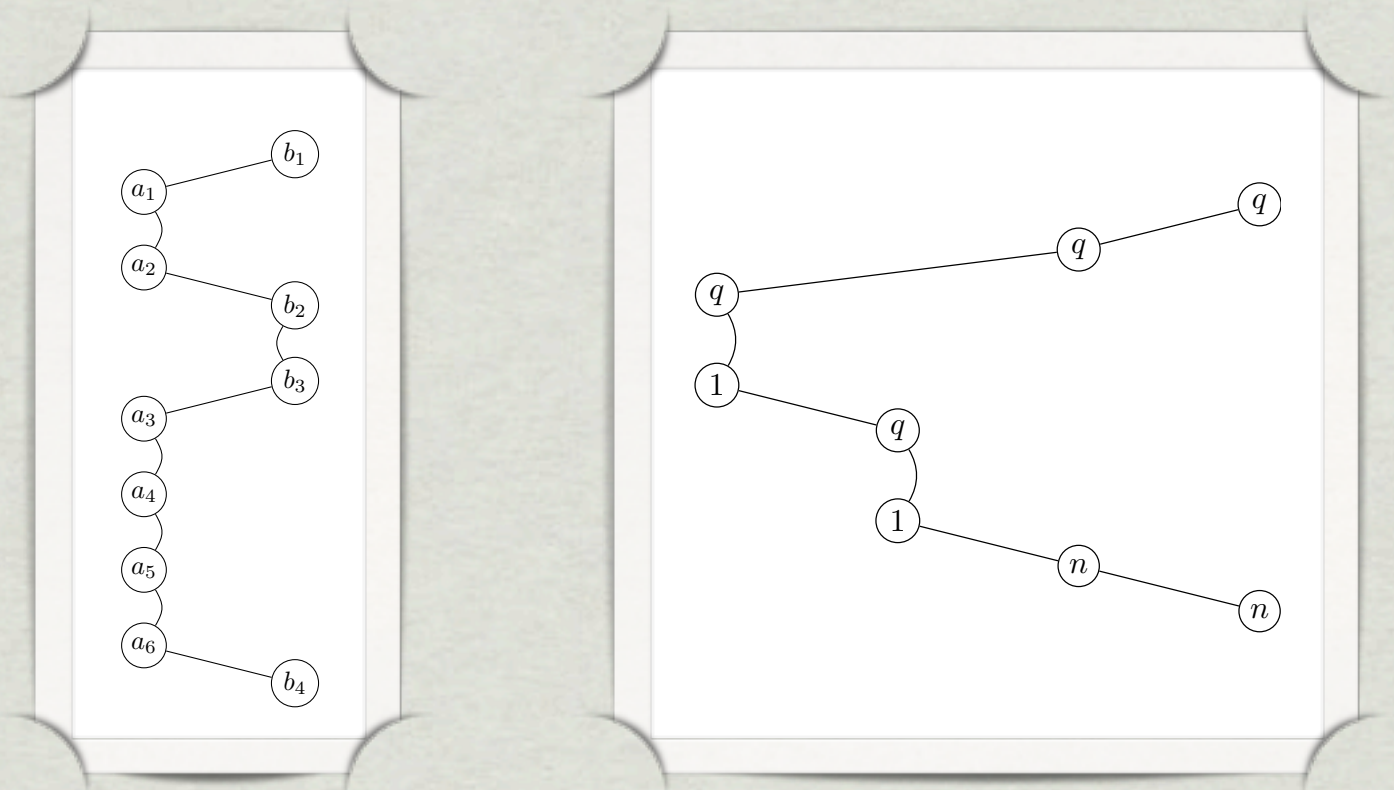 b₁
a₁
a₂
b₂
b₃
a₃
a₄
a₅
a₆
b₄
q
q
q
1
q
1
n
n